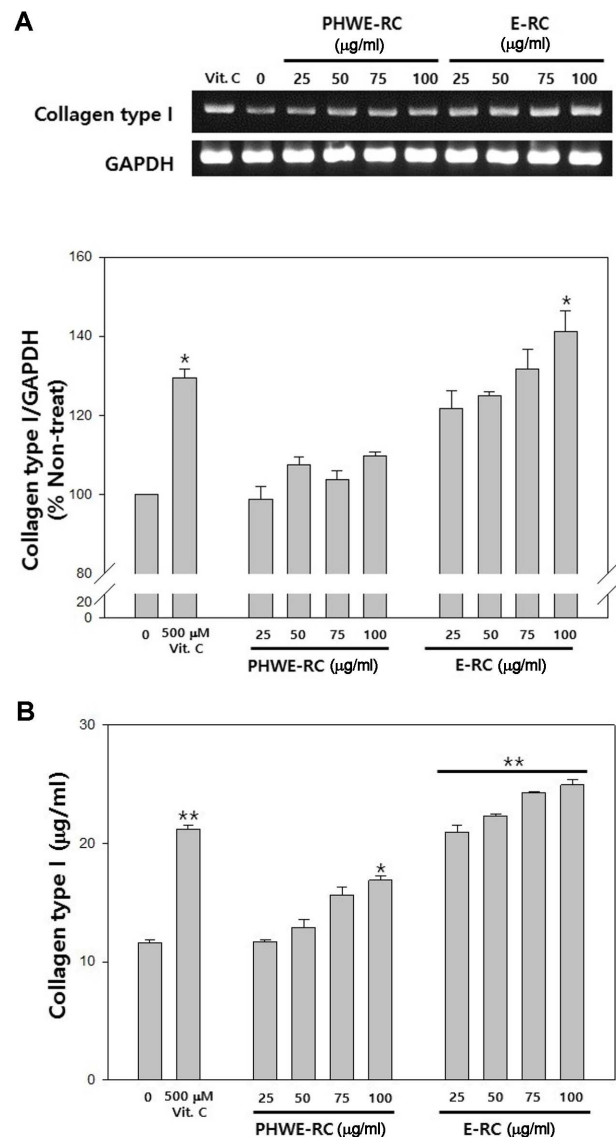 A
PHWE-RC E-RC
(μg/ml) (μg/ml)
Vit. C 0 25 50 75 100 25 50 75 100
Collagen type I
GAPDH
Collagen type I/GAPDH
(% Non-treat)
160
140
120
100
80
20
0
*
*
0 500 μM 25 50 75 100 25 50 75 100
Vit. C
PHWE-RC (μg/ml) E-RC (μg/ml)
B
Collagen type I (μg/ml)
30
20
10
0
**
*
**
0 500 μM 25 50 75 100 25 50 75 100
Vit. C
PHWE-RC (μg/ml) E-RC (μg/ml)